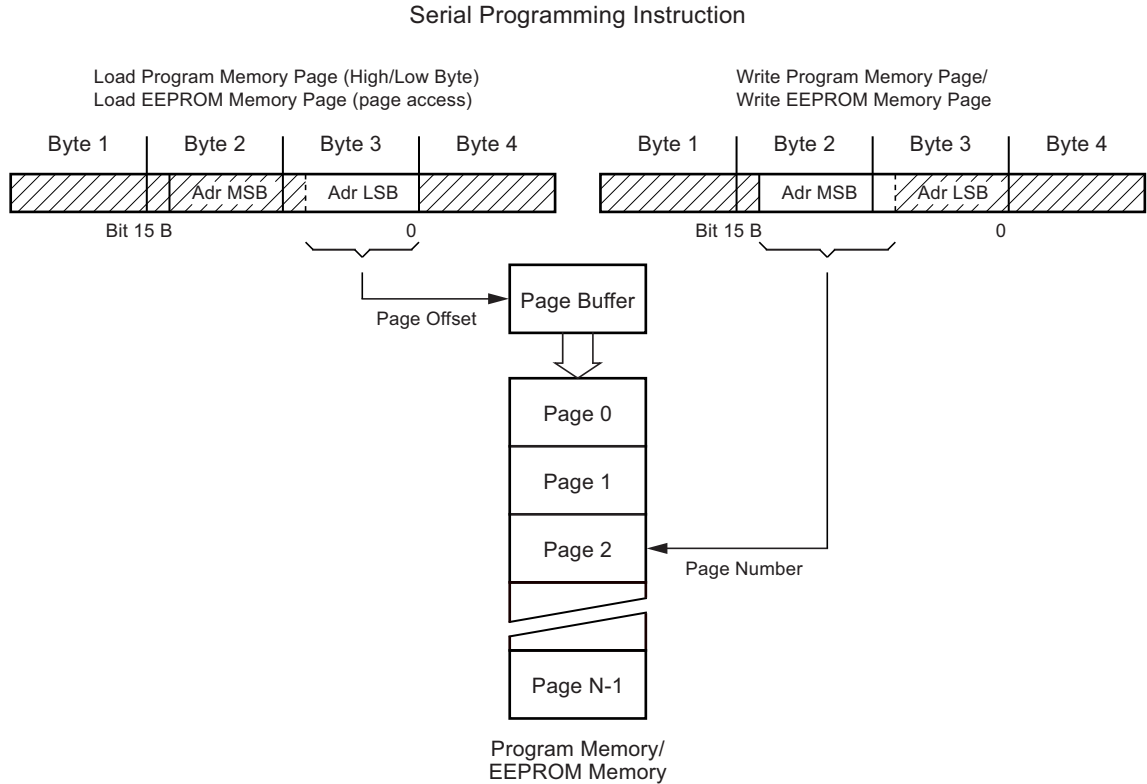 Serial Programming Instruction
Load Program Memory Page (High/Low Byte)
Load EEPROM Memory Page (page access)
Byte 1 Byte 2 Byte 3 Byte 4
Adr MSB Adr LSB
Bit 15 B 0
Write Program Memory Page/
Write EEPROM Memory Page
Byte 1 Byte 2 Byte 3 Byte 4
Adr MSB Adr LSB
Bit 15 B 0
Page Offset
Page Buffer
Page 0
Page 1
Page 2
Page Number
Page N-1
Program Memory/
EEPROM Memory